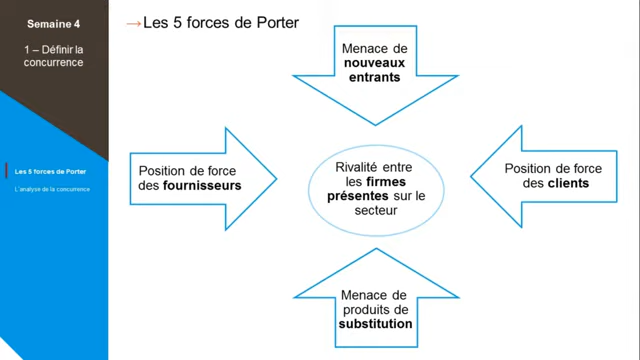 Semaine 4
1 – Définir la
concurrence
Les 5 forces de Porter
L'analyse de la concurrence
→Les 5 forces de Porter
Menace de
nouveaux
entrants
Position de force
des fournisseurs
Rivalité entre
les firmes
présentes sur le
secteur
Position de force
des clients
Menace de
produits de
substitution